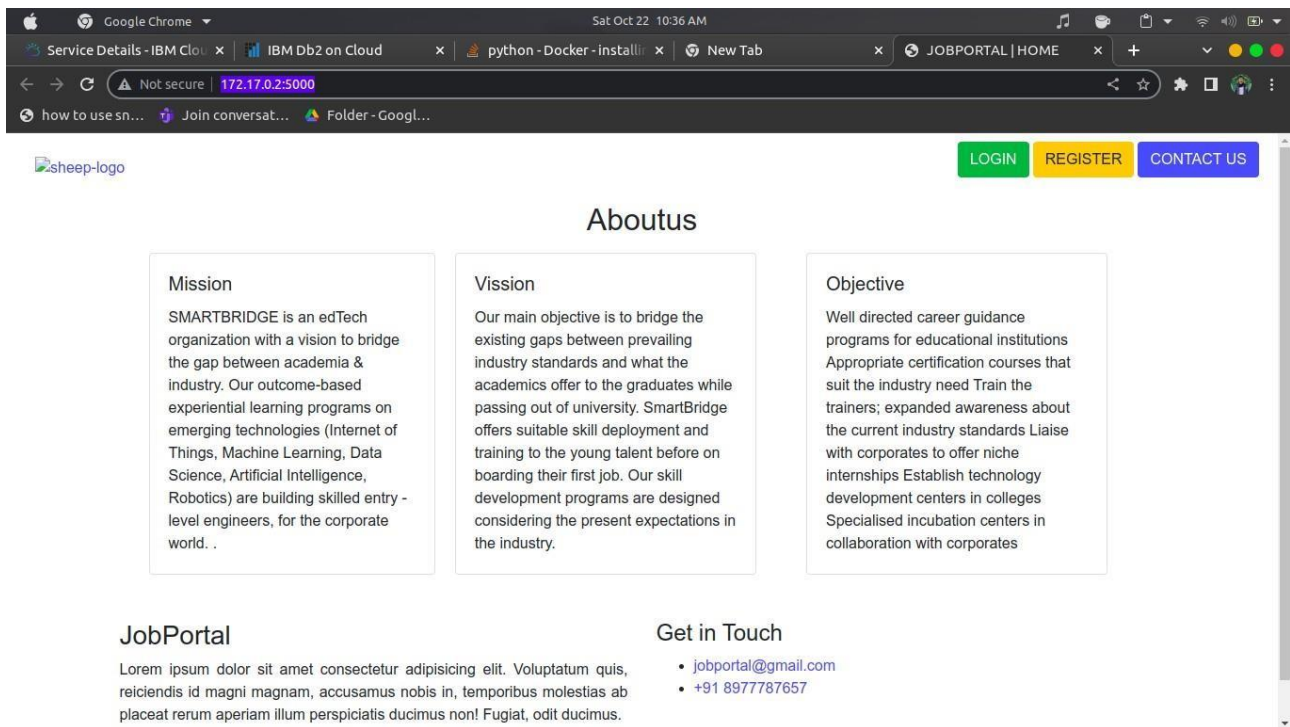 Google Chrome
Sat Oct 22 10:36 AM
Service Details - IBM Clou
IBM Db2 on Cloud
python - Docker - installin
New Tab
JOBPORTAL | HOME
Not secure | 172.17.0.2:5000
how to use sn...
Join conversat...
Folder - Googl...
sheep-logo
LOGIN
REGISTER
CONTACT US
Aboutus
Mission
SMARTBRIDGE is an edTech
organization with a vision to bridge
the gap between academia &
industry. Our outcome-based
experiential learning programs on
emerging technologies (Internet of
Things, Machine Learning, Data
Science, Artificial Intelligence,
Robotics) are building skilled entry -
level engineers, for the corporate
world. .
Vission
Our main objective is to bridge the
existing gaps between prevailing
industry standards and what the
academics offer to the graduates while
passing out of university. SmartBridge
offers suitable skill deployment and
training to the young talent before on
boarding their first job. Our skill
development programs are designed
considering the present expectations in
the industry.
Objective
Well directed career guidance
programs for educational institutions
Appropriate certification courses that
suit the industry need Train the
trainers; expanded awareness about
the current industry standards Liaise
with corporates to offer niche
internships Establish technology
development centers in colleges
Specialised incubation centers in
collaboration with corporates
JobPortal
Lorem ipsum dolor sit amet consectetur adipisicing elit. Voluptatum quis,
reiciendis id magni magnam, accusamus nobis in, temporibus molestias ab
placeat rerum aperiam illum perspiciatis ducimus non! Fugiat, odit ducimus.
Get in Touch
jobportal@gmail.com
+91 8977787657